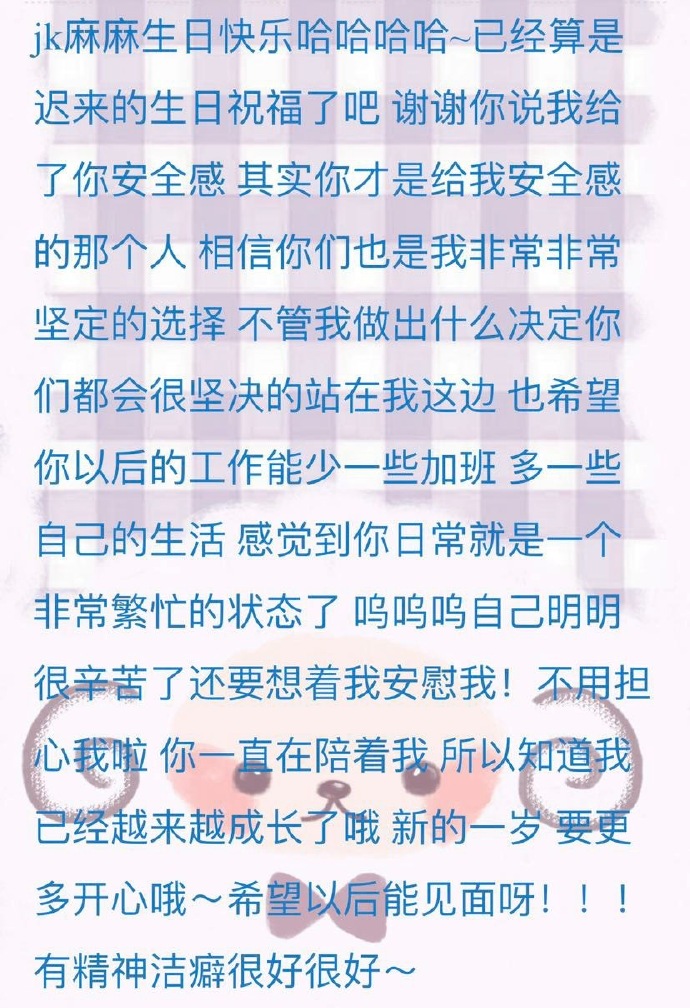 jk麻麻生日快乐哈哈哈哈~已经算是
迟来的生日祝福了吧 谢谢你说我给
了你安全感 其实你才是给我安全感
的那个人 相信你们也是我非常非常
坚定的选择 不管我做出什么决定你
们都会很坚决的站在我这边 也希望
你以后的工作能少一些加班 多一些
自己的生活 感觉到你日常就是一个
非常繁忙的状态了 呜呜呜自己明明
很辛苦了还要想着我安慰我！不用担
心我啦 你一直在陪着我 所以知道我
已经越来越成长了哦 新的一岁 要更
多开心哦～希望以后能见面呀！！！
有精神洁癖很好很好～